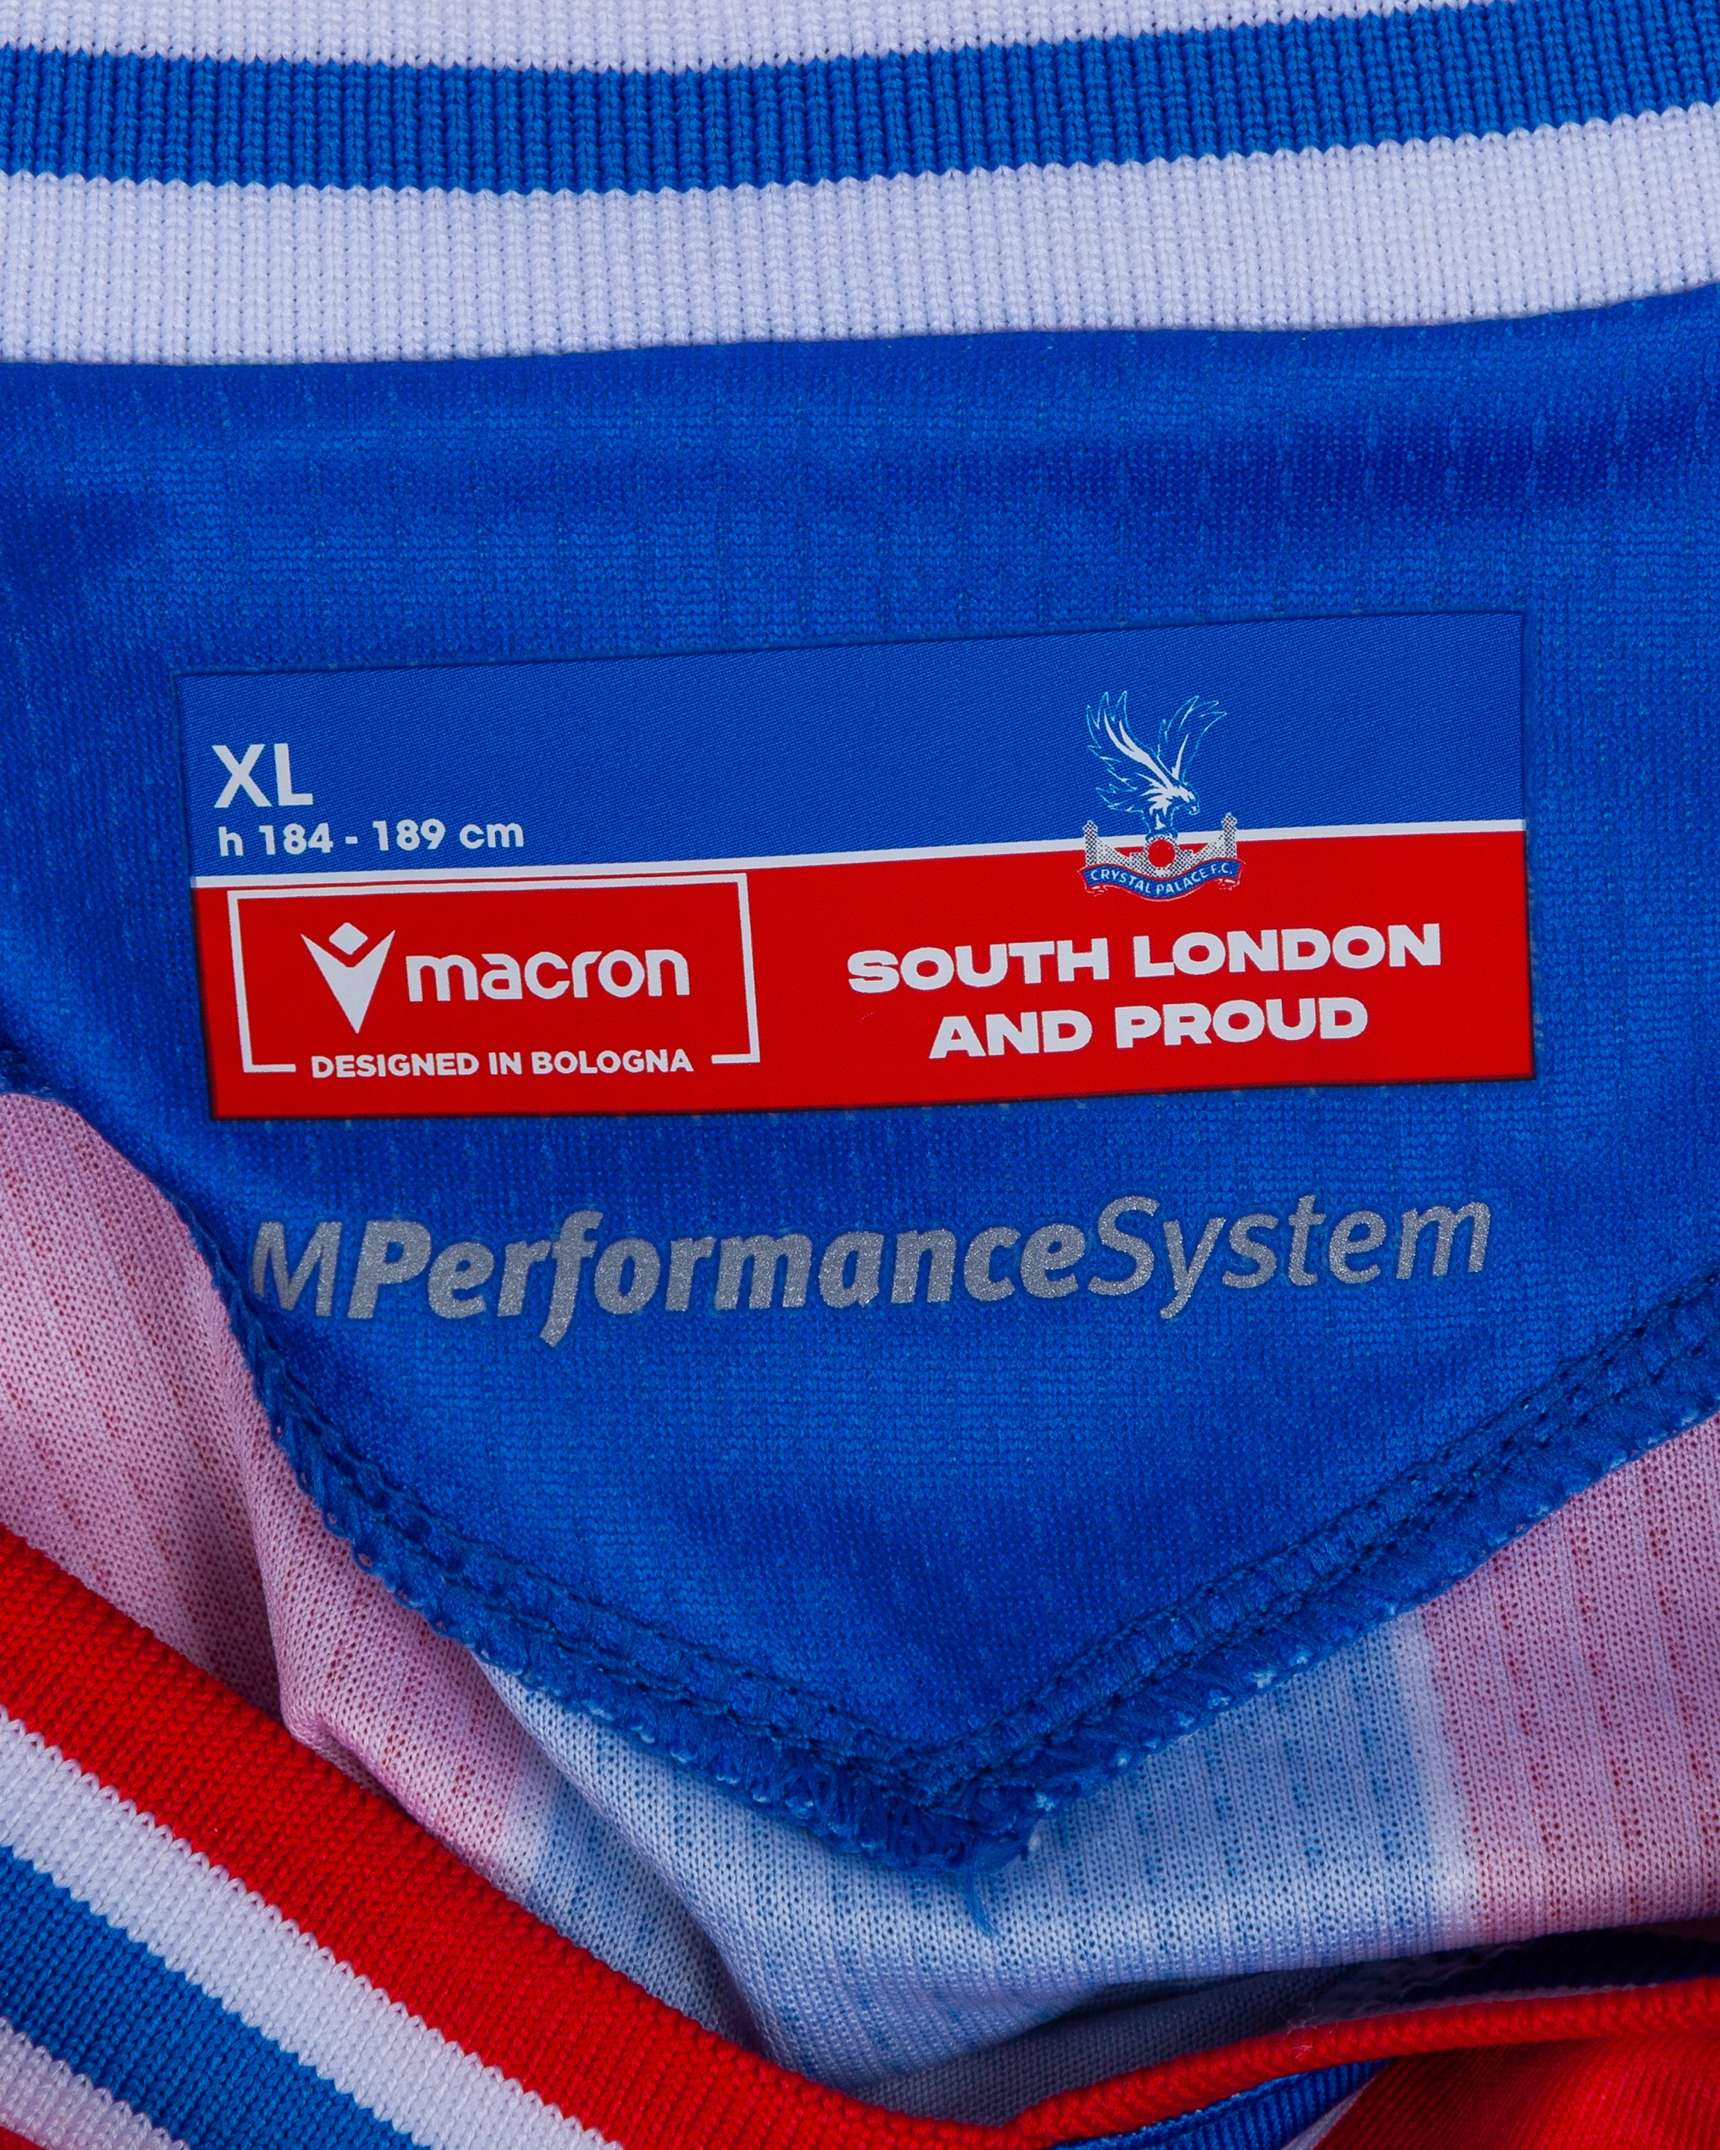 XL
h 184 - 189 cm
CRYSTAL PALACE F.C.
macron
DESIGNED IN BOLOGNA
SOUTH LONDON
AND PROUD
MPerformanceSystem